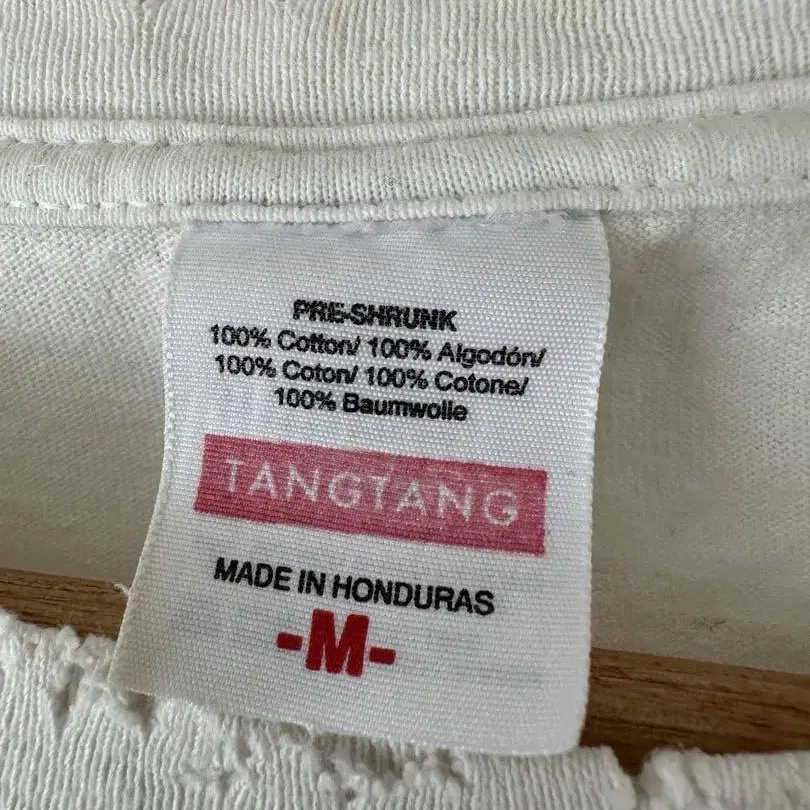 PRE-SHRUNK
100% Cotton/ 100% Algodón/
100% Coton/ 100% Cotone/
100% Baumwolle
TANGTANG
MADE IN HONDURAS
-M-